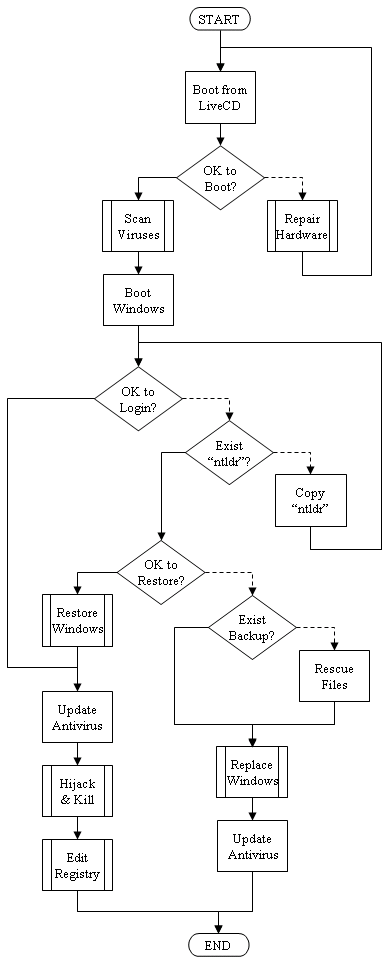 START
Boot from
LiveCD
OK to
Boot?
Scan
Viruses
Repair
Hardware
Boot
Windows
OK to
Login?
Exist
“ntldr”?
Copy
“ntldr”
OK to
Restore?
Restore
Windows
Exist
Backup?
Rescue
Files
Update
Antivirus
Replace
Windows
Hijack
& Kill
Update
Antivirus
Edit
Registry
END